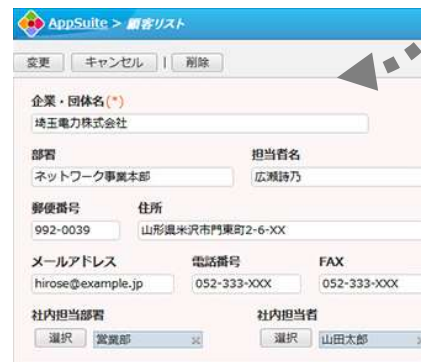 AppSuite > 顧客リスト
変更 キャンセル | 削除
企業・団体名(*)
埼玉電力株式会社
部署 担当者名
ネットワーク事業本部 広瀬詩乃
郵便番号 住所
992-0039 山形県米沢市門東町2-6-XX
メールアドレス 電話番号 FAX
hirose@example.jp 052-333-XXX 052-333-XXX
社内担当部署 社内担当者
選択 営業部 × 選択 山田太郎